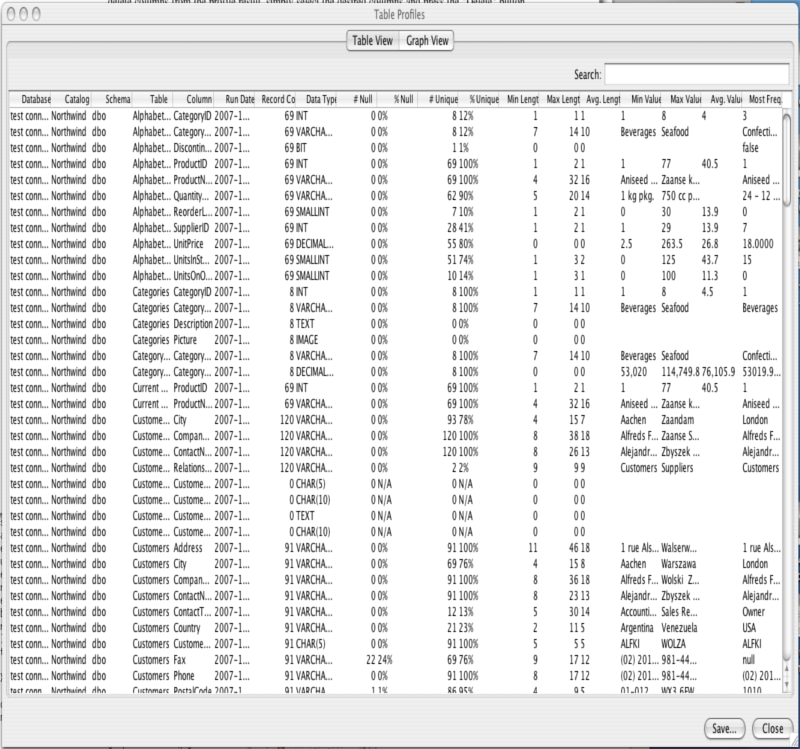 Table Profiles
Table View Graph View
Search:
Database Catalog Schema Table Column Run Date Record Co Data Typ # Null % Null # Unique % Unique Min Lengt Max Lengt Avg. Lengt Min Value Max Value Avg. Value Most Freq.
test conn... Northwind dbo Alphabet... CategoryID 2007-1... 69 INT 0 0% 8 12% 1 1 1 1 8 4 3
test conn... Northwind dbo Alphabet... Category... 2007-1... 69 VARCHA... 0 0% 8 12% 7 14 10 Beverages Seafood Confecti...
test conn... Northwind dbo Alphabet... Discontin... 2007-1... 69 BIT 0 0% 1 1% 0 0 0 false
test conn... Northwind dbo Alphabet... ProductID 2007-1... 69 INT 0 0% 69 100% 1 2 1 1 77 40.5 1
test conn... Northwind dbo Alphabet... ProductN... 2007-1... 69 VARCHA... 0 0% 69 100% 4 32 16 Aniseed ... Zaanse k... Aniseed ...
test conn... Northwind dbo Alphabet... Quantity... 2007-1... 69 VARCHA... 0 0% 62 90% 5 20 14 1 kg pkg. 750 cc p... 24 - 12 ...
test conn... Northwind dbo Alphabet... ReorderL... 2007-1... 69 SMALLINT 0 0% 7 10% 1 2 1 0 30 13.9 0
test conn... Northwind dbo Alphabet... SupplierID 2007-1... 69 INT 0 0% 28 41% 1 2 1 1 29 13.9 7
test conn... Northwind dbo Alphabet... UnitPrice 2007-1... 69 DECIMAL... 0 0% 55 80% 0 0 0 2.5 263.5 26.8 18.0000
test conn... Northwind dbo Alphabet... UnitsInSt... 2007-1... 69 SMALLINT 0 0% 51 74% 1 3 2 0 125 43.7 15
test conn... Northwind dbo Alphabet... UnitsOnO... 2007-1... 69 SMALLINT 0 0% 10 14% 1 3 1 0 100 11.3 0
test conn... Northwind dbo Categories CategoryID 2007-1... 8 INT 0 0% 8 100% 1 1 1 1 8 4.5 1
test conn... Northwind dbo Categories Category... 2007-1... 8 VARCHA... 0 0% 8 100% 7 14 10 Beverages Seafood Beverages
test conn... Northwind dbo Categories Description 2007-1... 8 TEXT 0 0% 0 0% 0 0 0
test conn... Northwind dbo Categories Picture 2007-1... 8 IMAGE 0 0% 0 0% 0 0 0
test conn... Northwind dbo Category... Category... 2007-1... 8 VARCHA... 0 0% 8 100% 7 14 10 Beverages Seafood Confecti...
test conn... Northwind dbo Category... Category... 2007-1... 8 DECIMAL... 0 0% 8 100% 0 0 0 53,020 114,749.8 76,105.9 53019.9...
test conn... Northwind dbo Current ... ProductID 2007-1... 69 INT 0 0% 69 100% 1 2 1 1 77 40.5 1
test conn... Northwind dbo Current ... ProductN... 2007-1... 69 VARCHA... 0 0% 69 100% 4 32 16 Aniseed ... Zaanse k... Aniseed ...
test conn... Northwind dbo Custome... City 2007-1... 120 VARCHA... 0 0% 93 78% 4 15 7 Aachen Zaandam London
test conn... Northwind dbo Custome... Compan... 2007-1... 120 VARCHA... 0 0% 120 100% 8 38 18 Alfreds F... Zaanse S... Alfreds F...
test conn... Northwind dbo Custome... ContactN... 2007-1... 120 VARCHA... 0 0% 120 100% 8 26 13 Alejandr... Zbyszek ... Alejandr...
test conn... Northwind dbo Custome... Relations... 2007-1... 120 VARCHA... 0 0% 2 2% 9 9 9 Customers Suppliers Customers
test conn... Northwind dbo Custome... Custome... 2007-1... 0 CHAR(5) 0 N/A 0 N/A 0 0 0
test conn... Northwind dbo Custome... Custome... 2007-1... 0 CHAR(10) 0 N/A 0 N/A 0 0 0
test conn... Northwind dbo Custome... Custome... 2007-1... 0 TEXT 0 N/A 0 N/A 0 0 0
test conn... Northwind dbo Custome... Custome... 2007-1... 0 CHAR(10) 0 N/A 0 N/A 0 0 0
test conn... Northwind dbo Customers Address 2007-1... 91 VARCHA... 0 0% 91 100% 11 46 18 1 rue Als... Walserw... 1 rue Als...
test conn... Northwind dbo Customers City 2007-1... 91 VARCHA... 0 0% 69 76% 4 15 8 Aachen Warszawa London
test conn... Northwind dbo Customers Compan... 2007-1... 91 VARCHA... 0 0% 91 100% 8 36 18 Alfreds F... Wolski Z... Alfreds F...
test conn... Northwind dbo Customers ContactN... 2007-1... 91 VARCHA... 0 0% 91 100% 8 23 13 Alejandr... Zbyszek ... Alejandr...
test conn... Northwind dbo Customers ContactT... 2007-1... 91 VARCHA... 0 0% 12 13% 5 30 14 Accounti... Sales Re... Owner
test conn... Northwind dbo Customers Country 2007-1... 91 VARCHA... 0 0% 21 23% 2 11 5 Argentina Venezuela USA
test conn... Northwind dbo Customers Custome... 2007-1... 91 CHAR(5) 0 0% 91 100% 5 5 5 ALFKI WOLZA ALFKI
test conn... Northwind dbo Customers Fax 2007-1... 91 VARCHA... 22 24% 69 76% 9 17 12 (02) 201... 981-44... null
test conn... Northwind dbo Customers Phone 2007-1... 91 VARCHA... 0 0% 91 100% 8 17 12 (02) 201... 981-44... (02) 201...
test conn... Northwind dbo Customers PostalCode 2007-1... 91 VARCHA... 1 1% 86 95% 4 9 5 01-012 WX3 6FW 1010
Save... Close